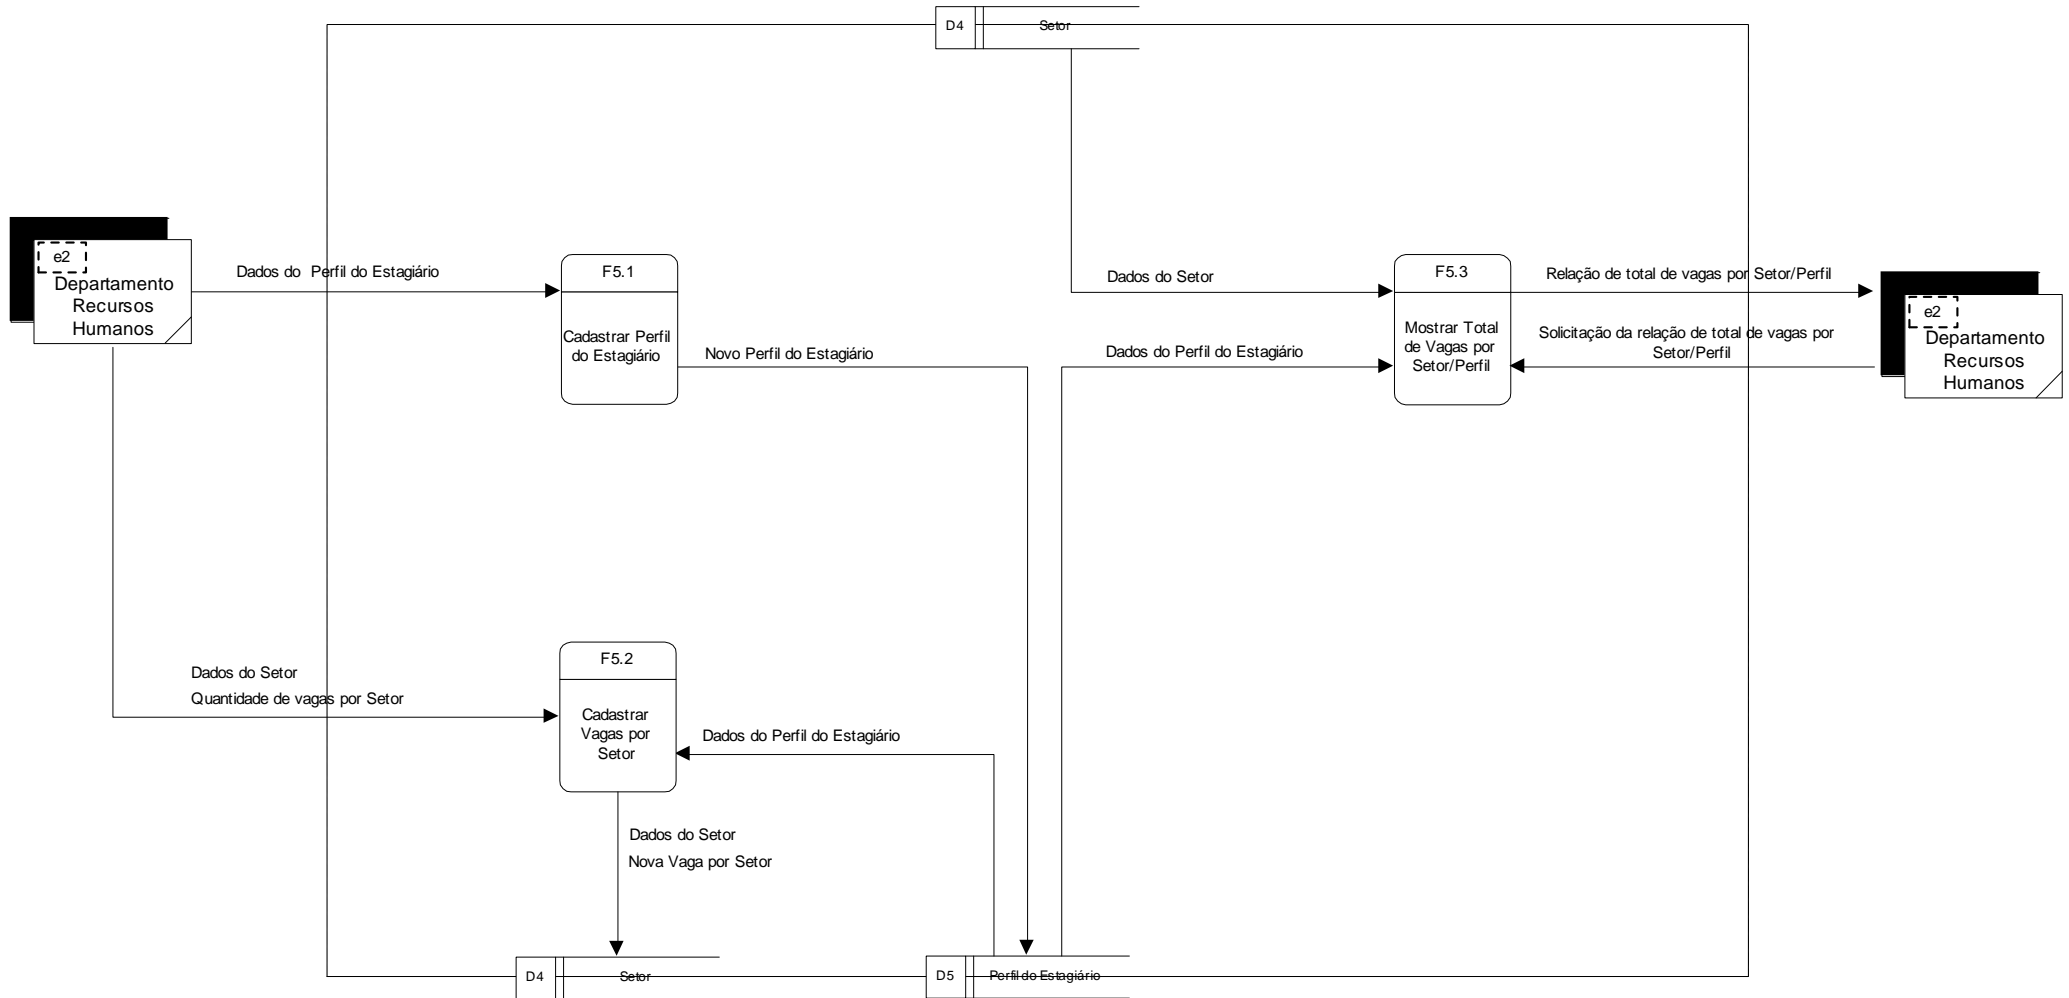 D4
Setor
e2
Departamento
Recursos
Humanos
Dados do Perfil do Estagiário
F5.1
Cadastrar Perfil
do Estagiário
Novo Perfil do Estagiário
Dados do Setor
Dados do Perfil do Estagiário
F5.3
Mostrar Total
de Vagas por
Setor/Perfil
Relação de total de vagas por Setor/Perfil
Solicitação da relação de total de vagas por
Setor/Perfil
e2
Departamento
Recursos
Humanos
Dados do Setor
Quantidade de vagas por Setor
F5.2
Cadastrar
Vagas por
Setor
Dados do Perfil do Estagiário
Dados do Setor
Nova Vaga por Setor
D4
Setor
D5
Perfil do Estagiário